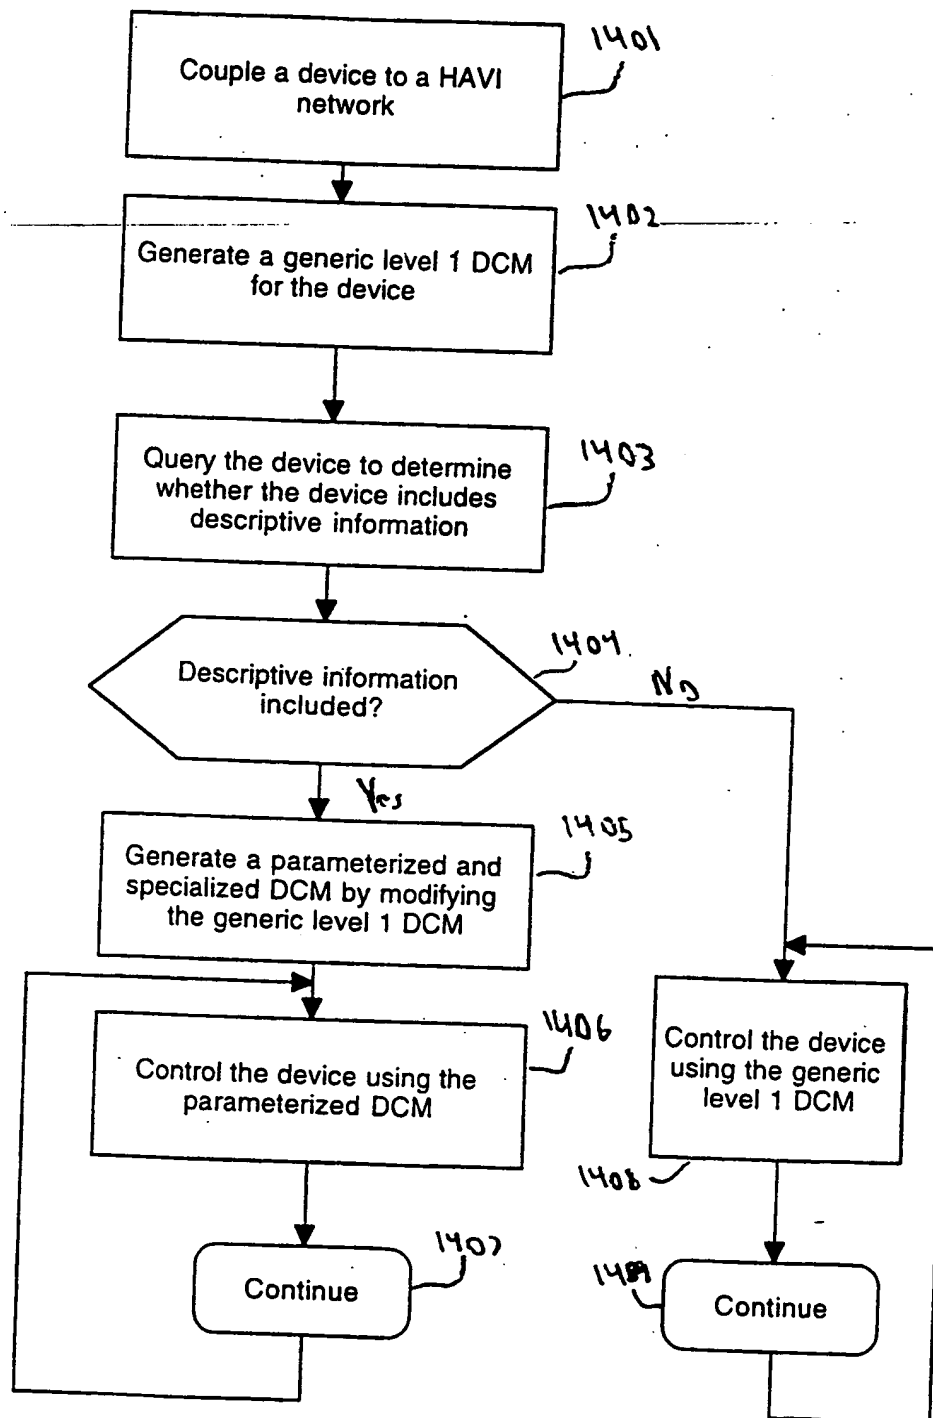 1401
Couple a device to a HAVI
network
1402
Generate a generic level 1 DCM
for the device
1403
Query the device to determine
whether the device includes
descriptive information
1404
Descriptive information
included?
No
Yes
1405
Generate a parameterized and
specialized DCM by modifying
the generic level 1 DCM
1406
Control the device using the
parameterized DCM
Control the device
using the generic
level 1 DCM
1408
1407
Continue
1409
Continue